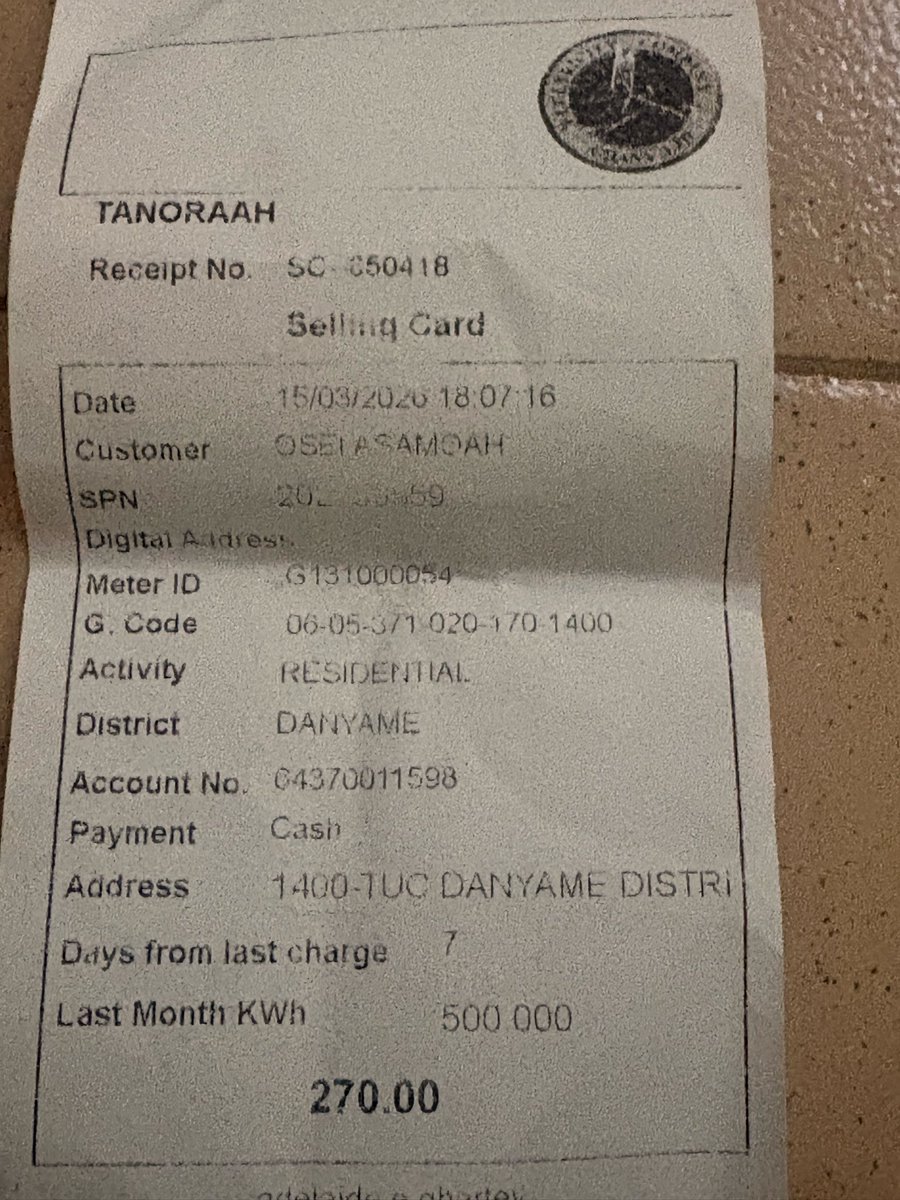 TANORAAH
Receipt No. 650418
Selling Card
Date 15/03/2026 18:07:16
Customer OSEI ASAMOAH
SPN
Digital Address
Meter ID G131000054
G. Code 06-05-371-020-170-1400
Activity RESIDENTIAL
District DANYAME
Account No. 64370011598
Payment Cash
Address 1400-TUC DANYAME DISTRI
Days from last charge 7
Last Month KWh 500.000
270.00